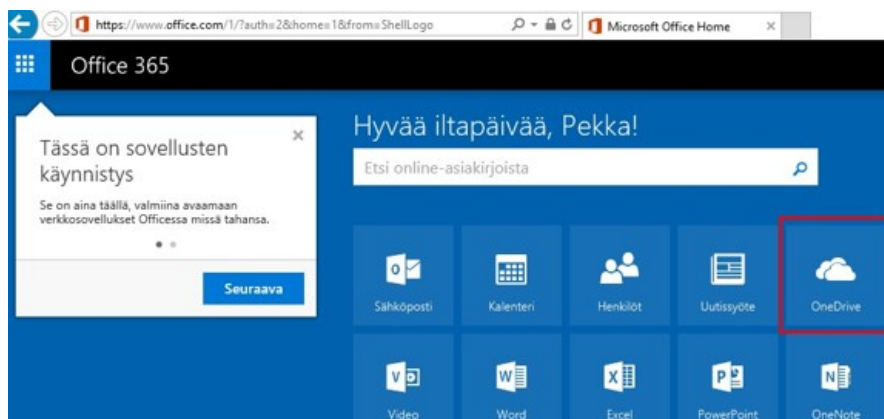 https://www.office.com/1/?auth=2&home=1&from=ShellLogo
Microsoft Office Home
Office 365
Tässä on sovellusten
käynnistys
Se on aina täällä, valmiina avaamaan
verkkosovellukset Officessa missä tahansa.
Seuraava
Hyvää iltapäivää, Pekka!
Etsi online-asiakirjoista
Sähköposti
Kalenteri
Henkilöt
Uutissyöte
OneDrive
Video
Word
Excel
PowerPoint
OneNote